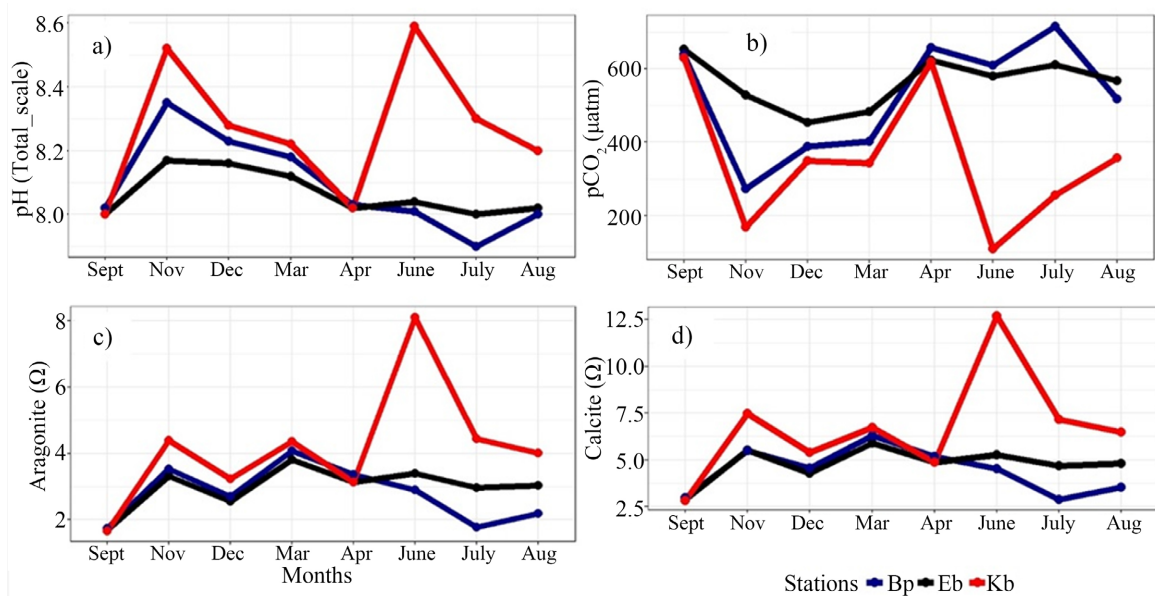 a)
pH (Total_scale)
8.6
8.4
8.2
8.0
Sept Nov Dec Mar Apr June July Aug
b)
pCO₂ (µatm)
600
400
200
Sept Nov Dec Mar Apr June July Aug
c)
Aragonite (Ω)
8
6
4
2
Sept Nov Dec Mar Apr June July Aug
Months
d)
Calcite (Ω)
12.5
10.0
7.5
5.0
2.5
Sept Nov Dec Mar Apr June July Aug
Stations Bp Eb Kb